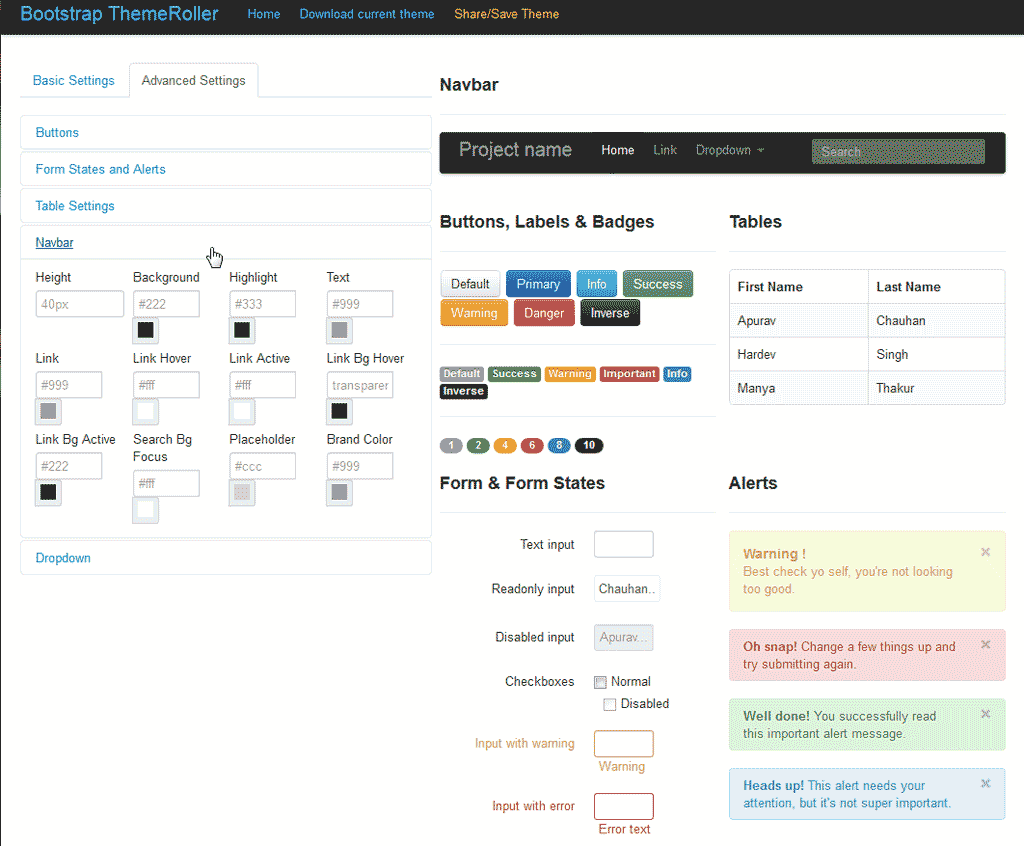 Bootstrap ThemeRoller Home Download current theme Share/Save Theme
Basic Settings Advanced Settings
Buttons
Form States and Alerts
Table Settings
Navbar
Height Background Highlight Text
40px #222 #333 #999
Link Link Hover Link Active Link Bg Hover
#999 #fff #fff transparer
Link Bg Active Search Bg Focus Placeholder Brand Color
#222 #fff #ccc #999
Dropdown
Navbar
Project name Home Link Dropdown Search
Buttons, Labels & Badges
Default Primary Info Success
Warning Danger Inverse
Default Success Warning Important Info
Inverse
1 2 4 6 8 10
Tables
First Name Last Name
Apurav Chauhan
Hardev Singh
Manya Thakur
Form & Form States
Text input
Readonly input Chauhan..
Disabled input Apurav...
Checkboxes Normal
Disabled
Input with warning
Warning
Input with error
Error text
Alerts
Warning ! ×
Best check yo self, you're not looking
too good.
Oh snap! Change a few things up and ×
try submitting again.
Well done! You successfully read ×
this important alert message.
Heads up! This alert needs your ×
attention, but it's not super important.